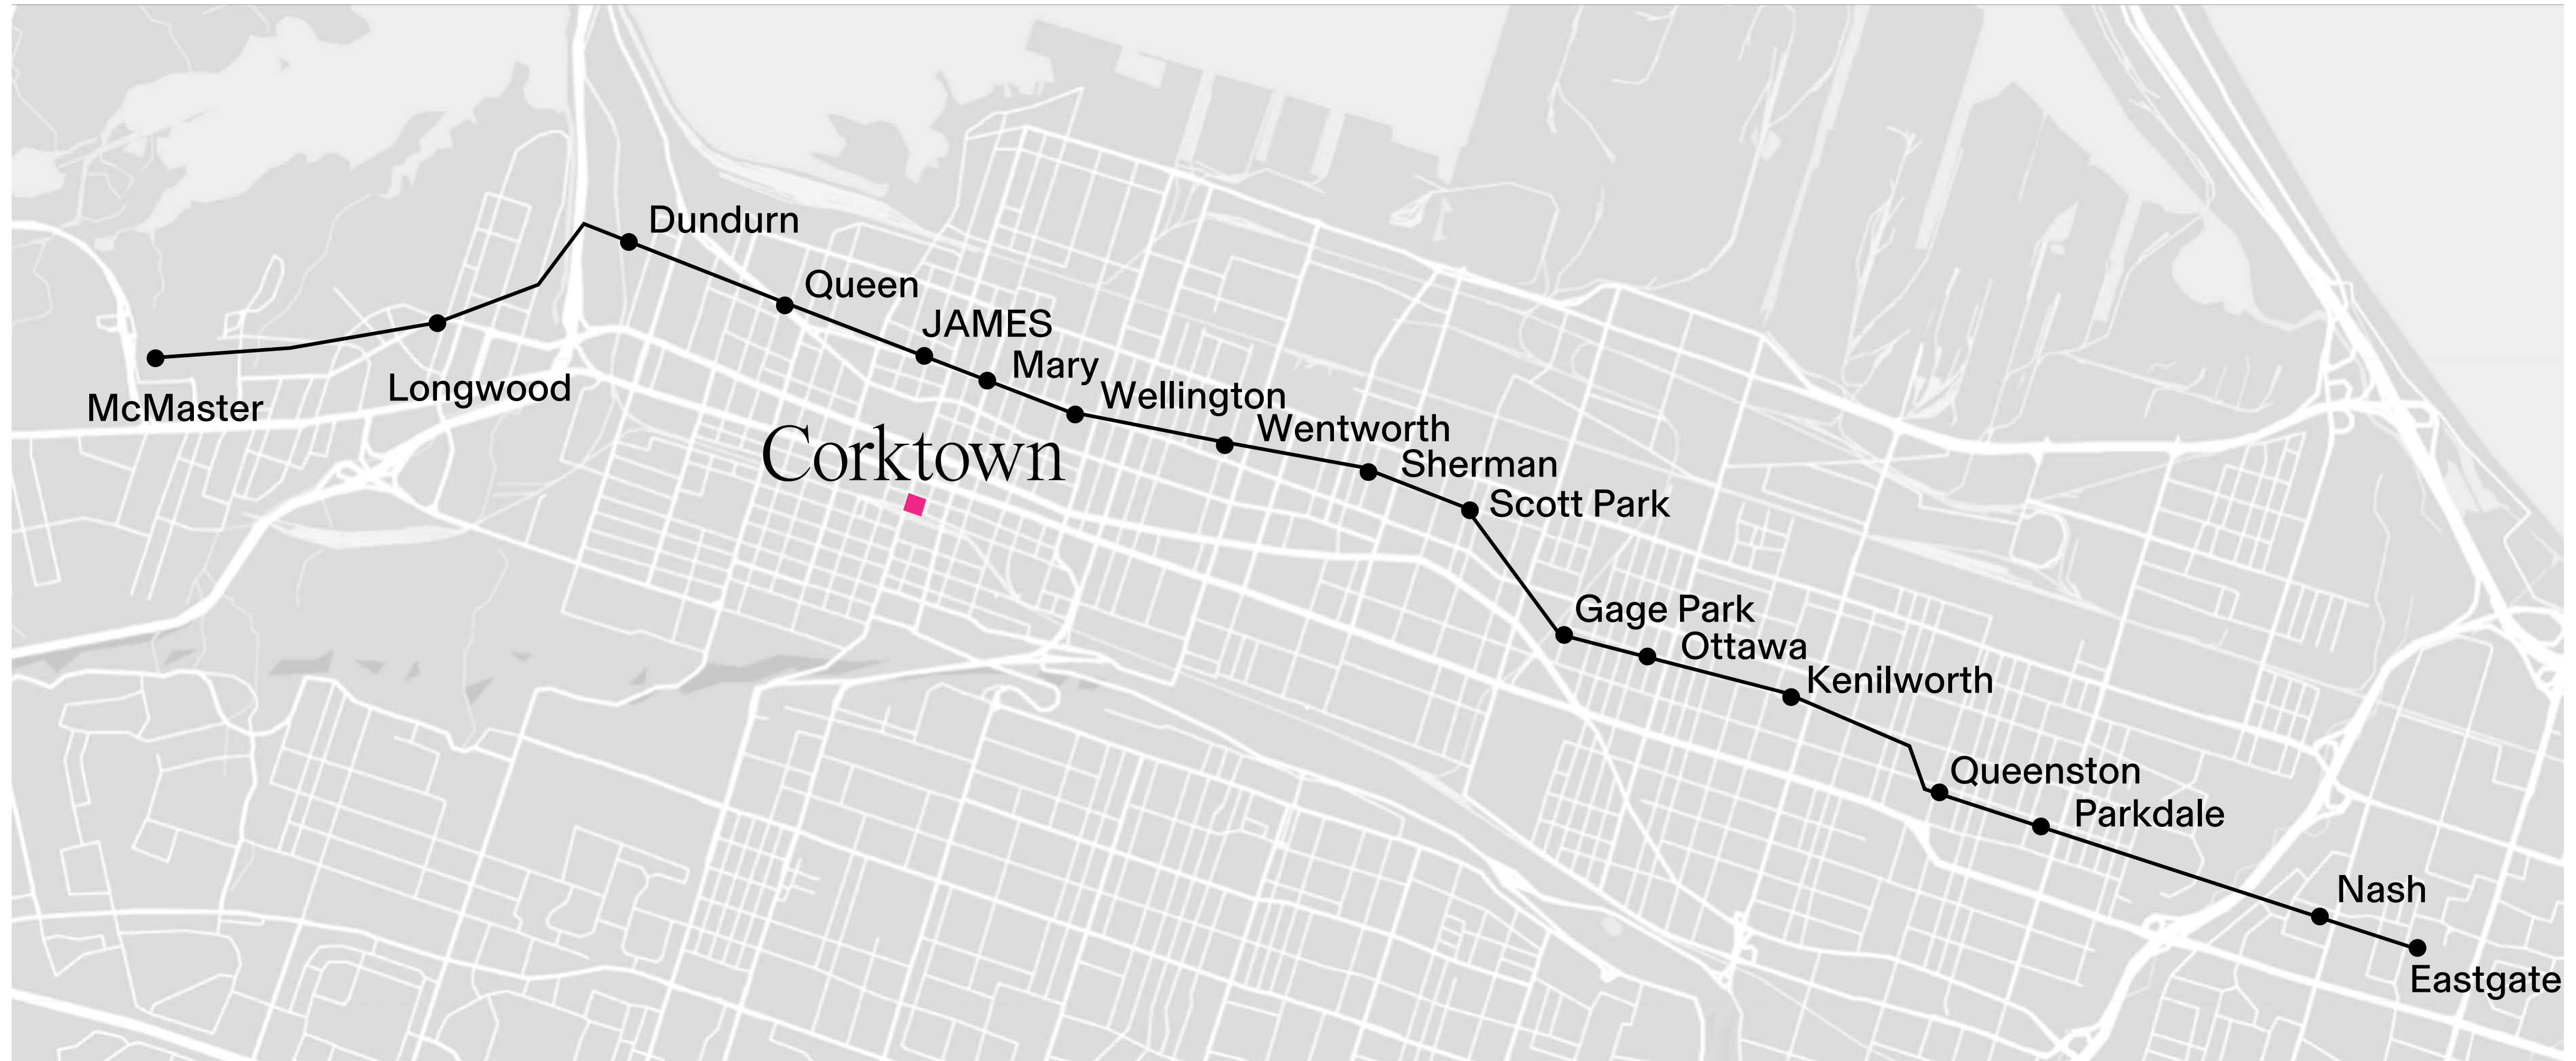 Dundurn
Queen
JAMES
Mary
Longwood
McMaster
Wellington
Wentworth
Corktown
Sherman
Scott Park
Gage Park
Ottawa
Kenilworth
Queenston
Parkdale
Nash
Eastgate